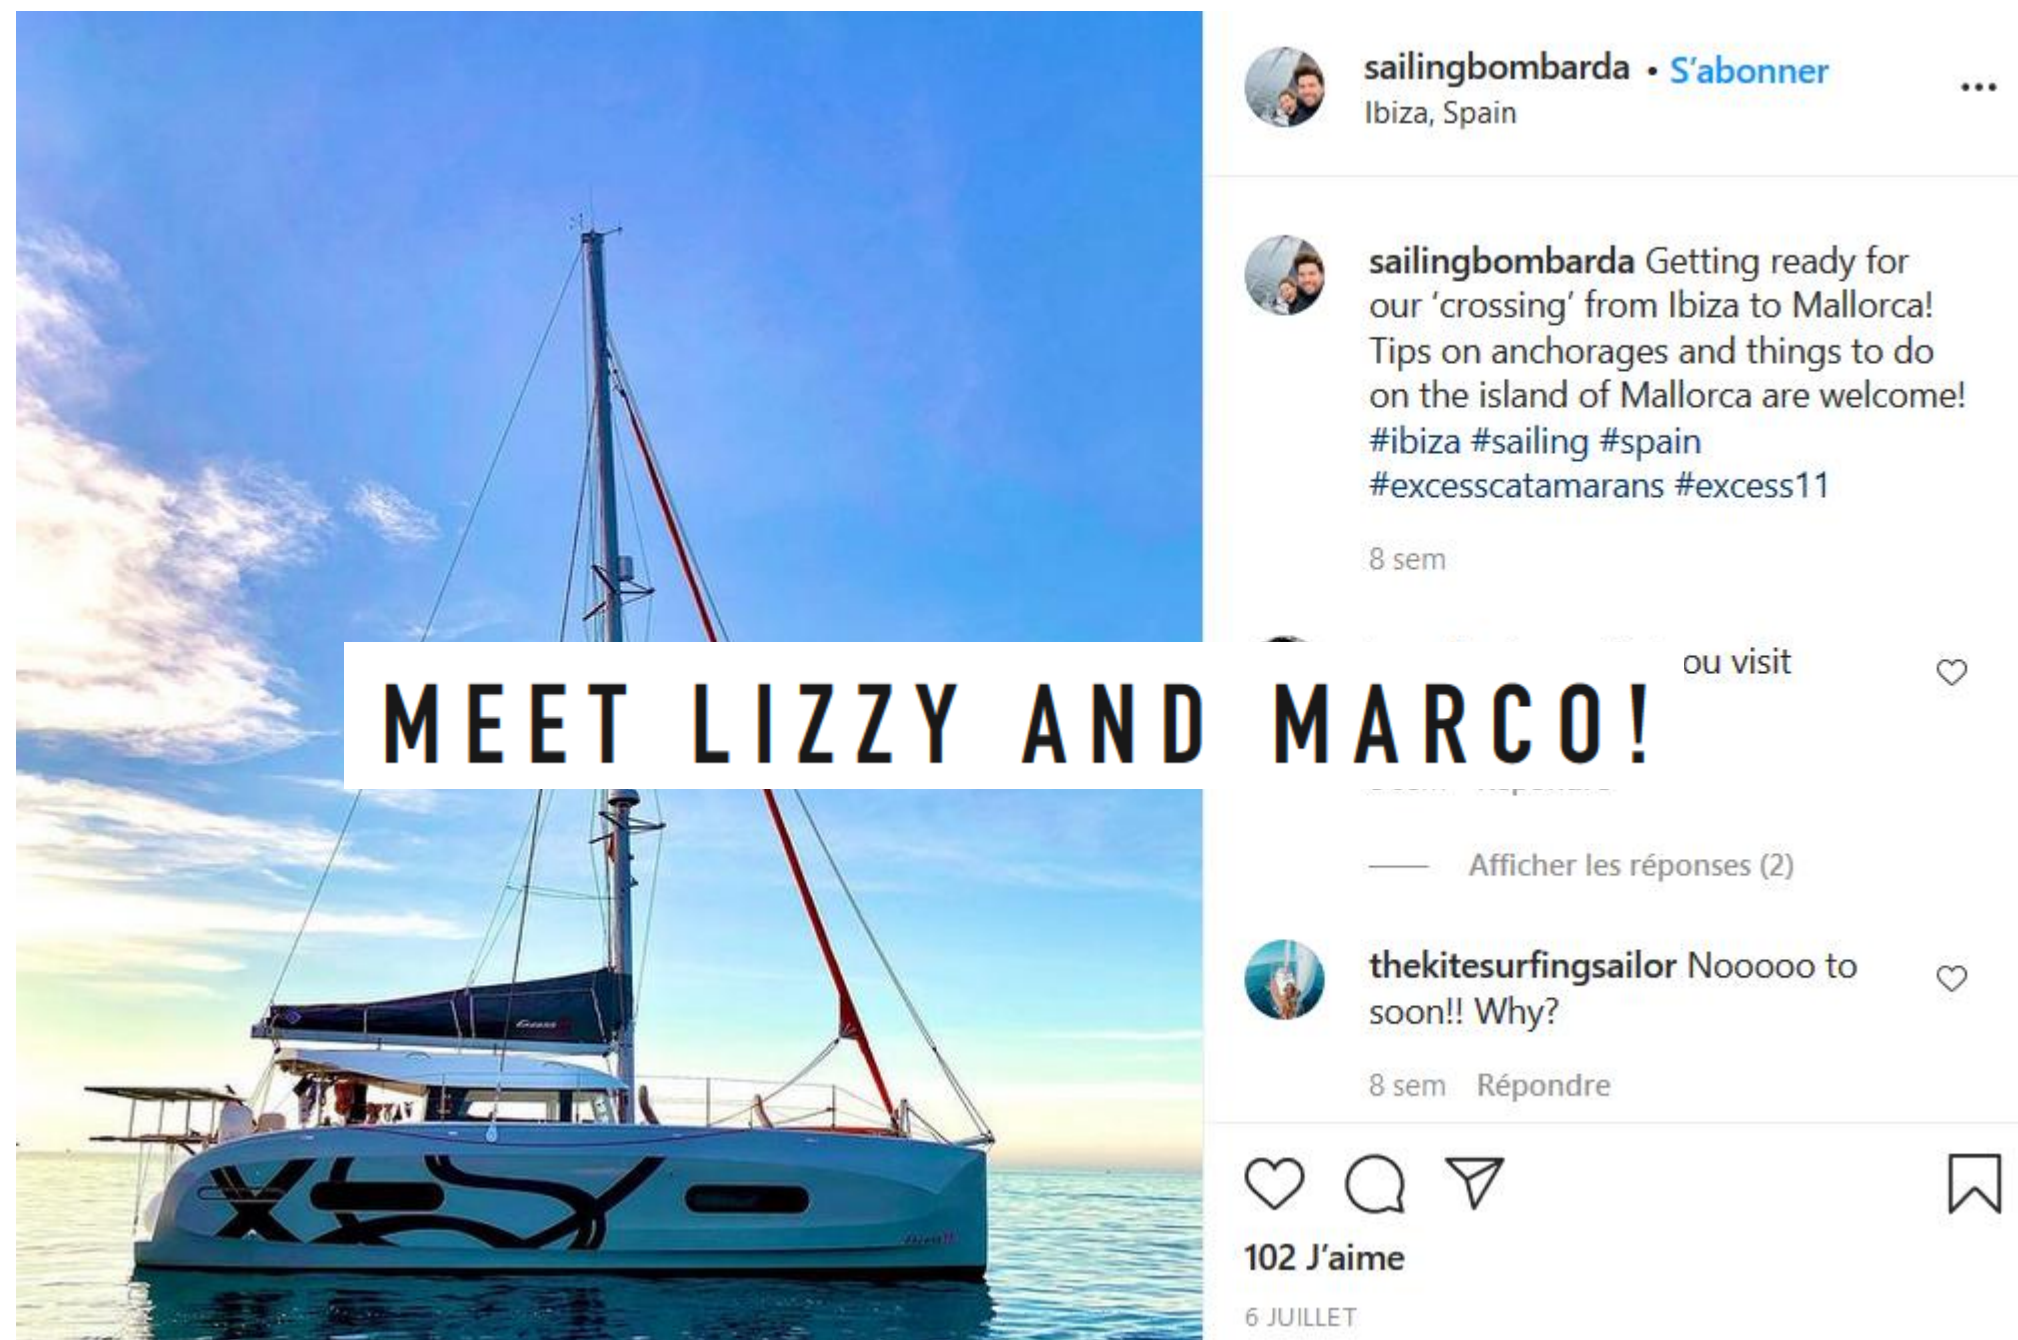 sailingbombarda • S'abonner
Ibiza, Spain
sailingbombarda Getting ready for
our ‘crossing’ from Ibiza to Mallorca!
Tips on anchorages and things to do
on the island of Mallorca are welcome!
#ibiza #sailing #spain
#excesscatamarans #excess11
8 sem
ou visit
MEET LIZZY AND MARCO!
Afficher les réponses (2)
thekitesurfingsailor Nooooo to
soon!! Why?
8 sem Répondre
102 J'aime
6 JUILLET